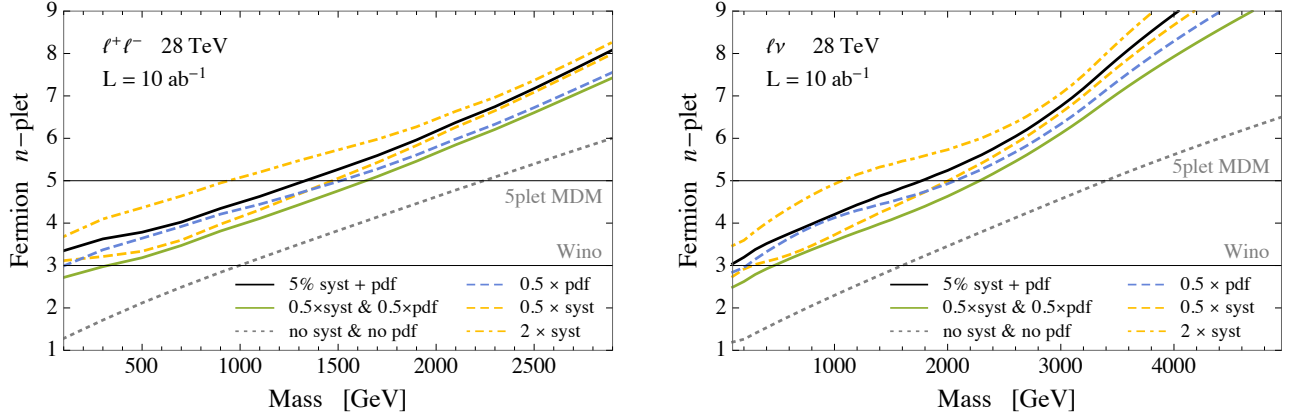 ℓ⁺ℓ⁻ 28 TeV
L = 10 ab⁻¹
Fermion n−plet
9
8
7
6
5
4
3
2
1
5plet MDM
Wino
5% syst + pdf
0.5×syst & 0.5×pdf
no syst & no pdf
0.5 × pdf
0.5 × syst
2 × syst
500
1000
1500
2000
2500
Mass [GeV]
ℓν 28 TeV
L = 10 ab⁻¹
Fermion n−plet
9
8
7
6
5
4
3
2
1
5plet MDM
Wino
5% syst + pdf
0.5×syst & 0.5×pdf
no syst & no pdf
0.5 × pdf
0.5 × syst
2 × syst
1000
2000
3000
4000
Mass [GeV]